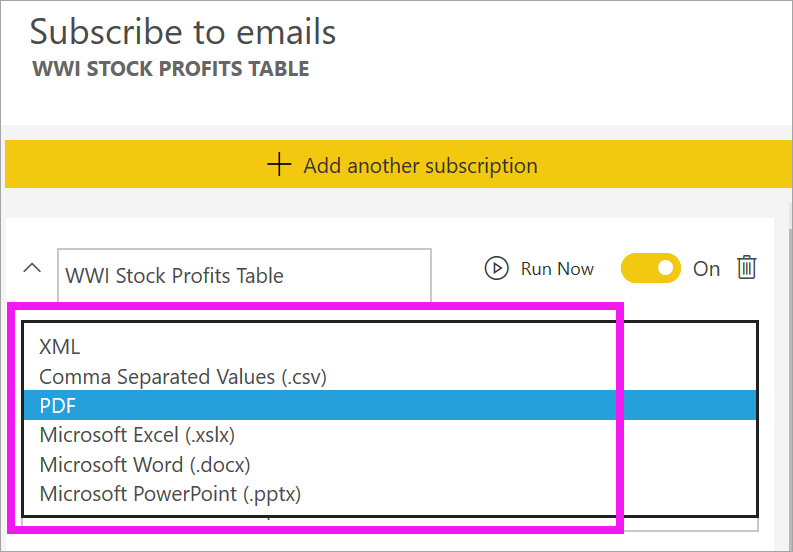 Subscribe to emails
WWI STOCK PROFITS TABLE
Add another subscription
WWI Stock Profits Table
Run Now
On
XML
Comma Separated Values (.csv)
PDF
Microsoft Excel (.xslx)
Microsoft Word (.docx)
Microsoft PowerPoint (.pptx)